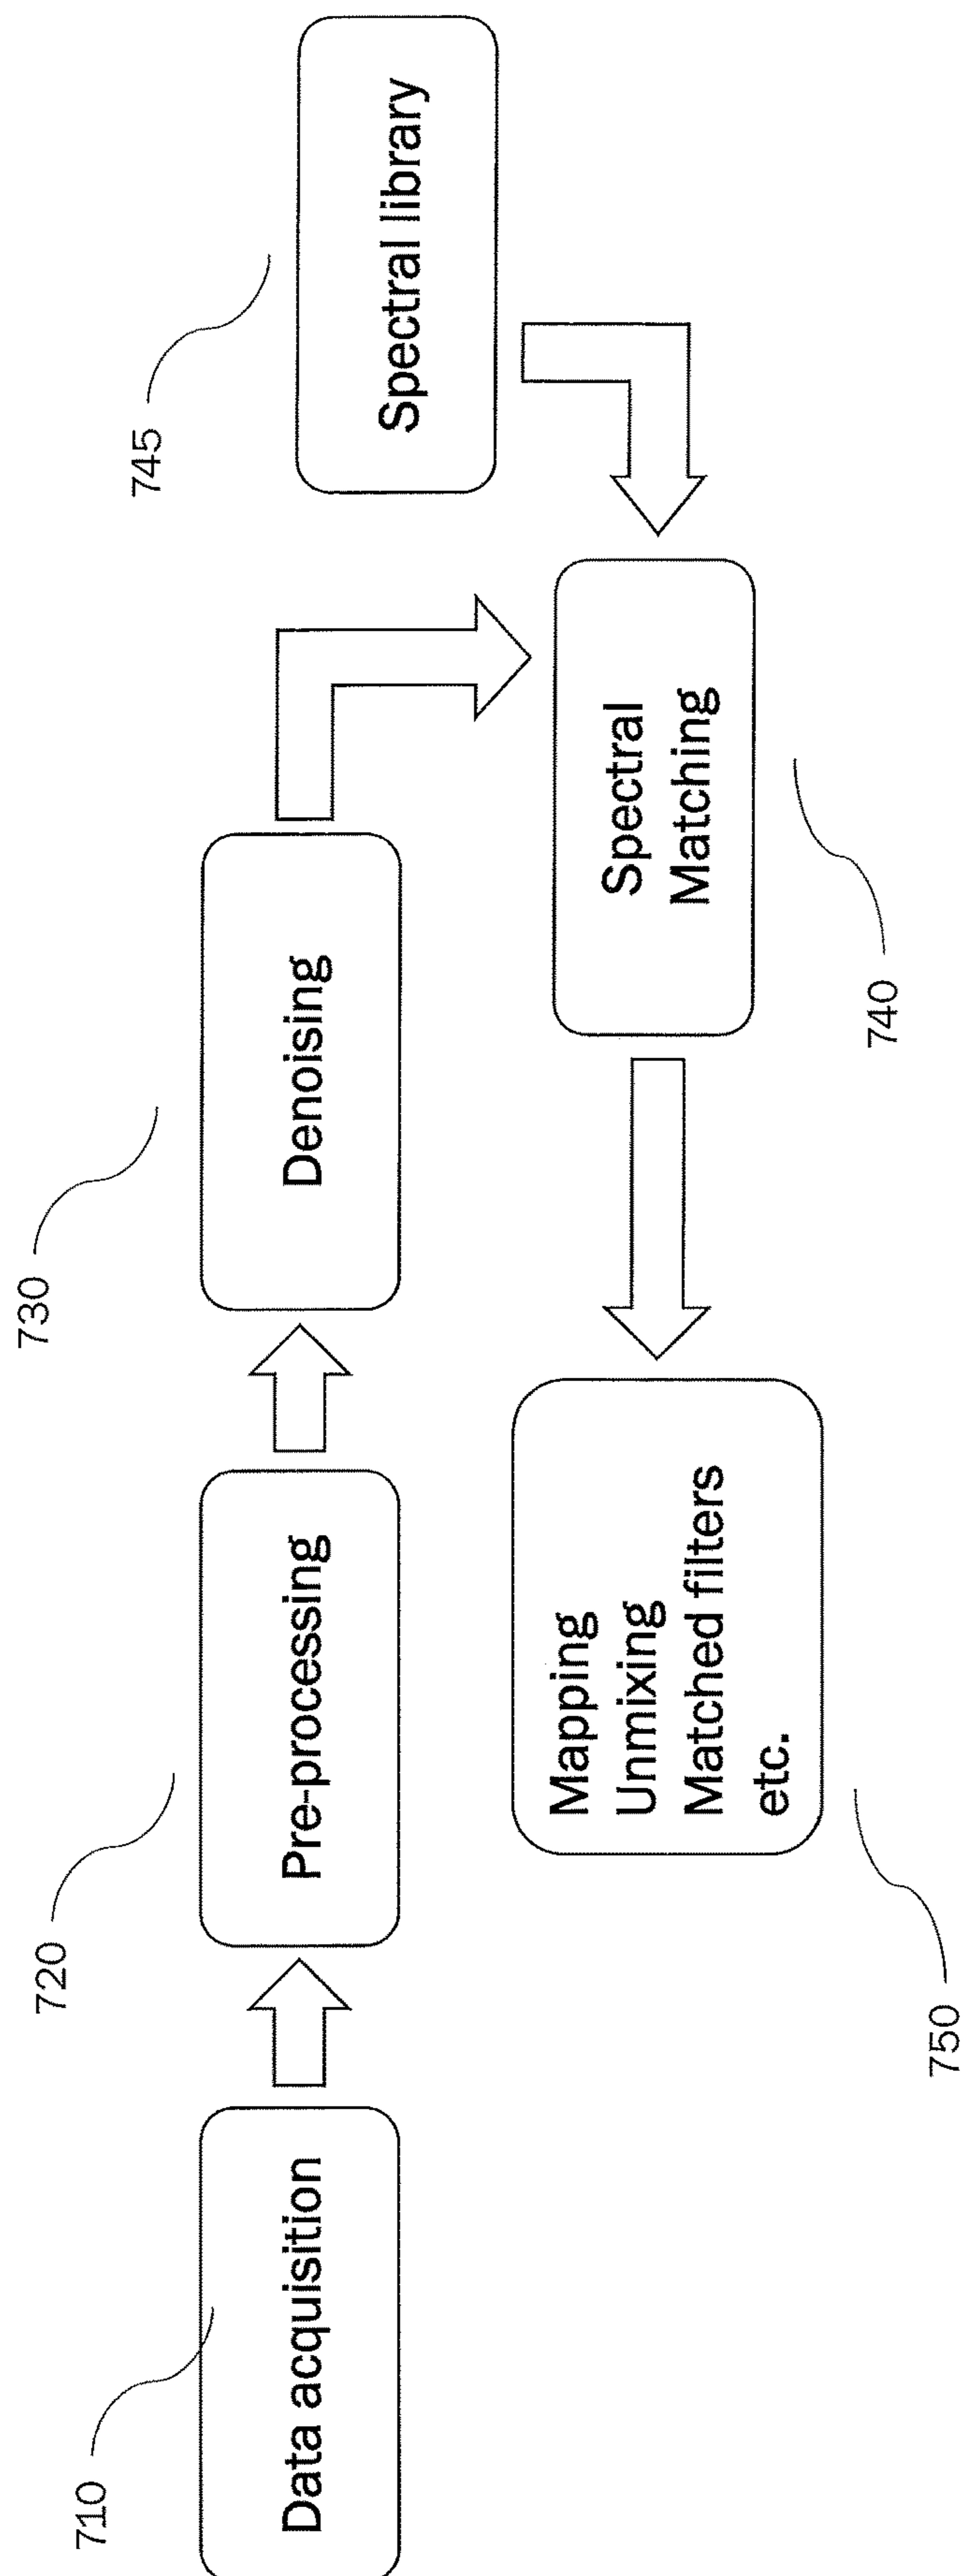 710
Data acquisition
720
Pre-processing
730
Denoising
745
Spectral library
Spectral
Matching
740
Mapping
Unmixing
Matched filters
etc.
750